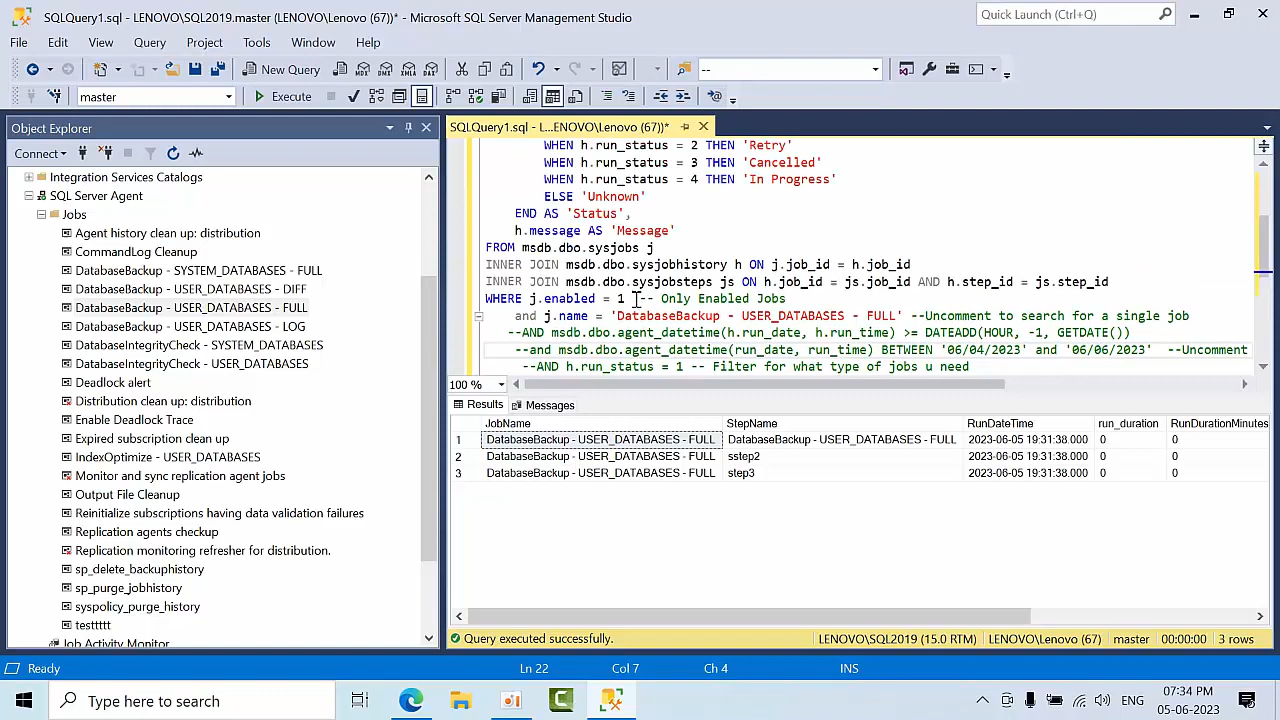 SQLQuery1.sql - LENOVO\SQL2019.master (LENOVO\Lenovo (67))* - Microsoft SQL Server Management Studio
Quick Launch (Ctrl+Q)
File Edit View Query Project Tools Window Help
New Query
MDX DMX XMLA DAX
--
master
Execute
Object Explorer
Connect
Integration Services Catalogs
SQL Server Agent
Jobs
Agent history clean up: distribution
CommandLog Cleanup
DatabaseBackup - SYSTEM_DATABASES - FULL
DatabaseBackup - USER_DATABASES - DIFF
DatabaseBackup - USER_DATABASES - FULL
DatabaseBackup - USER_DATABASES - LOG
DatabaseIntegrityCheck - SYSTEM_DATABASES
DatabaseIntegrityCheck - USER_DATABASES
Deadlock alert
Distribution clean up: distribution
Enable Deadlock Trace
Expired subscription clean up
IndexOptimize - USER_DATABASES
Monitor and sync replication agent jobs
Output File Cleanup
Reinitialize subscriptions having data validation failures
Replication agents checkup
Replication monitoring refresher for distribution.
sp_delete_backuphistory
sp_purge_jobhistory
syspolicy_purge_history
testtttt
Job Activity Monitor
SQLQuery1.sql - L...ENOVO\Lenovo (67))*
WHEN h.run_status = 2 THEN 'Retry'
WHEN h.run_status = 3 THEN 'Cancelled'
WHEN h.run_status = 4 THEN 'In Progress'
ELSE 'Unknown'
END AS 'Status',
h.message AS 'Message'
FROM msdb.dbo.sysjobs j
INNER JOIN msdb.dbo.sysjobhistory h ON j.job_id = h.job_id
INNER JOIN msdb.dbo.sysjobsteps js ON h.job_id = js.job_id AND h.step_id = js.step_id
WHERE j.enabled = 1 -- Only Enabled Jobs
and j.name = 'DatabaseBackup - USER_DATABASES - FULL' --Uncomment to search for a single job
--AND msdb.dbo.agent_datetime(h.run_date, h.run_time) >= DATEADD(HOUR, -1, GETDATE())
--and msdb.dbo.agent_datetime(run_date, run_time) BETWEEN '06/04/2023' and '06/06/2023' --Uncomment
--AND h.run_status = 1 -- Filter for what type of jobs u need
100 %
Results Messages
JobName StepName RunDateTime run_duration RunDurationMinutes
1 DatabaseBackup - USER_DATABASES - FULL DatabaseBackup - USER_DATABASES - FULL 2023-06-05 19:31:38.000 0 0
2 DatabaseBackup - USER_DATABASES - FULL sstep2 2023-06-05 19:31:38.000 0 0
3 DatabaseBackup - USER_DATABASES - FULL step3 2023-06-05 19:31:38.000 0 0
Query executed successfully. LENOVO\SQL2019 (15.0 RTM) LENOVO\Lenovo (67) master 00:00:00 3 rows
Ready Ln 22 Col 7 Ch 4 INS
Type here to search
ENG
07:34 PM
05-06-2023